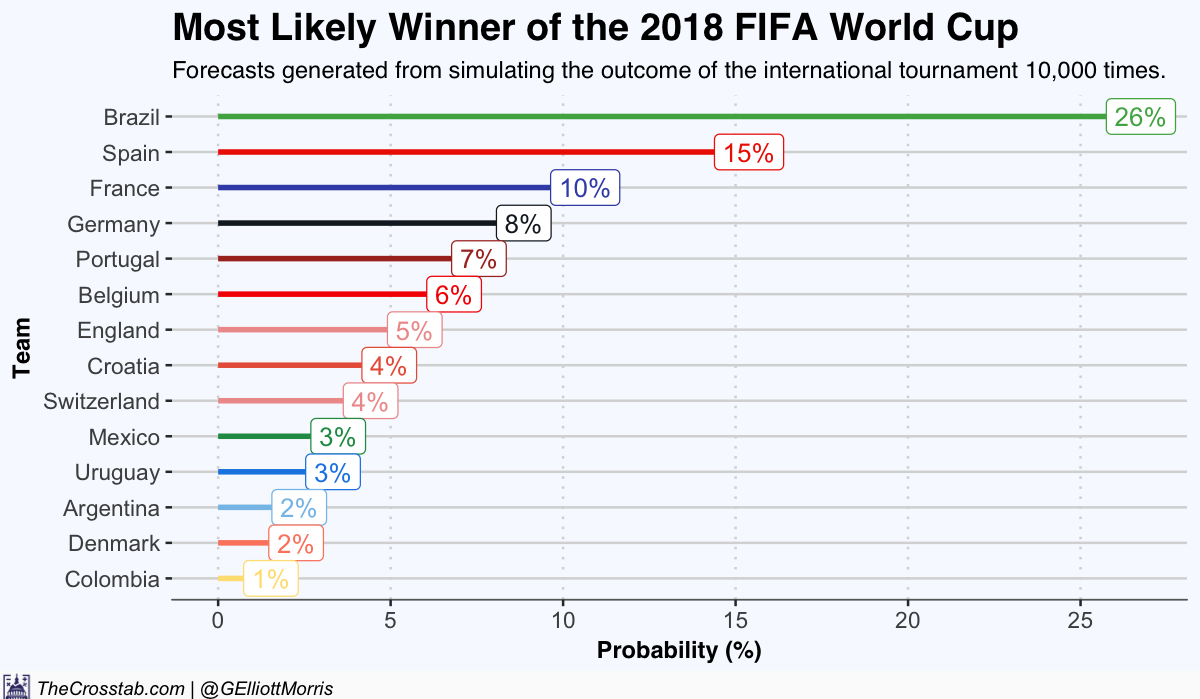 Most Likely Winner of the 2018 FIFA World Cup
Forecasts generated from simulating the outcome of the international tournament 10,000 times.
Brazil 26%
Spain 15%
France 10%
Germany 8%
Portugal 7%
Belgium 6%
England 5%
Croatia 4%
Switzerland 4%
Mexico 3%
Uruguay 3%
Argentina 2%
Denmark 2%
Colombia 1%
Team
0 5 10 15 20 25
Probability (%)
TheCrosstab.com | @GElliottMorris